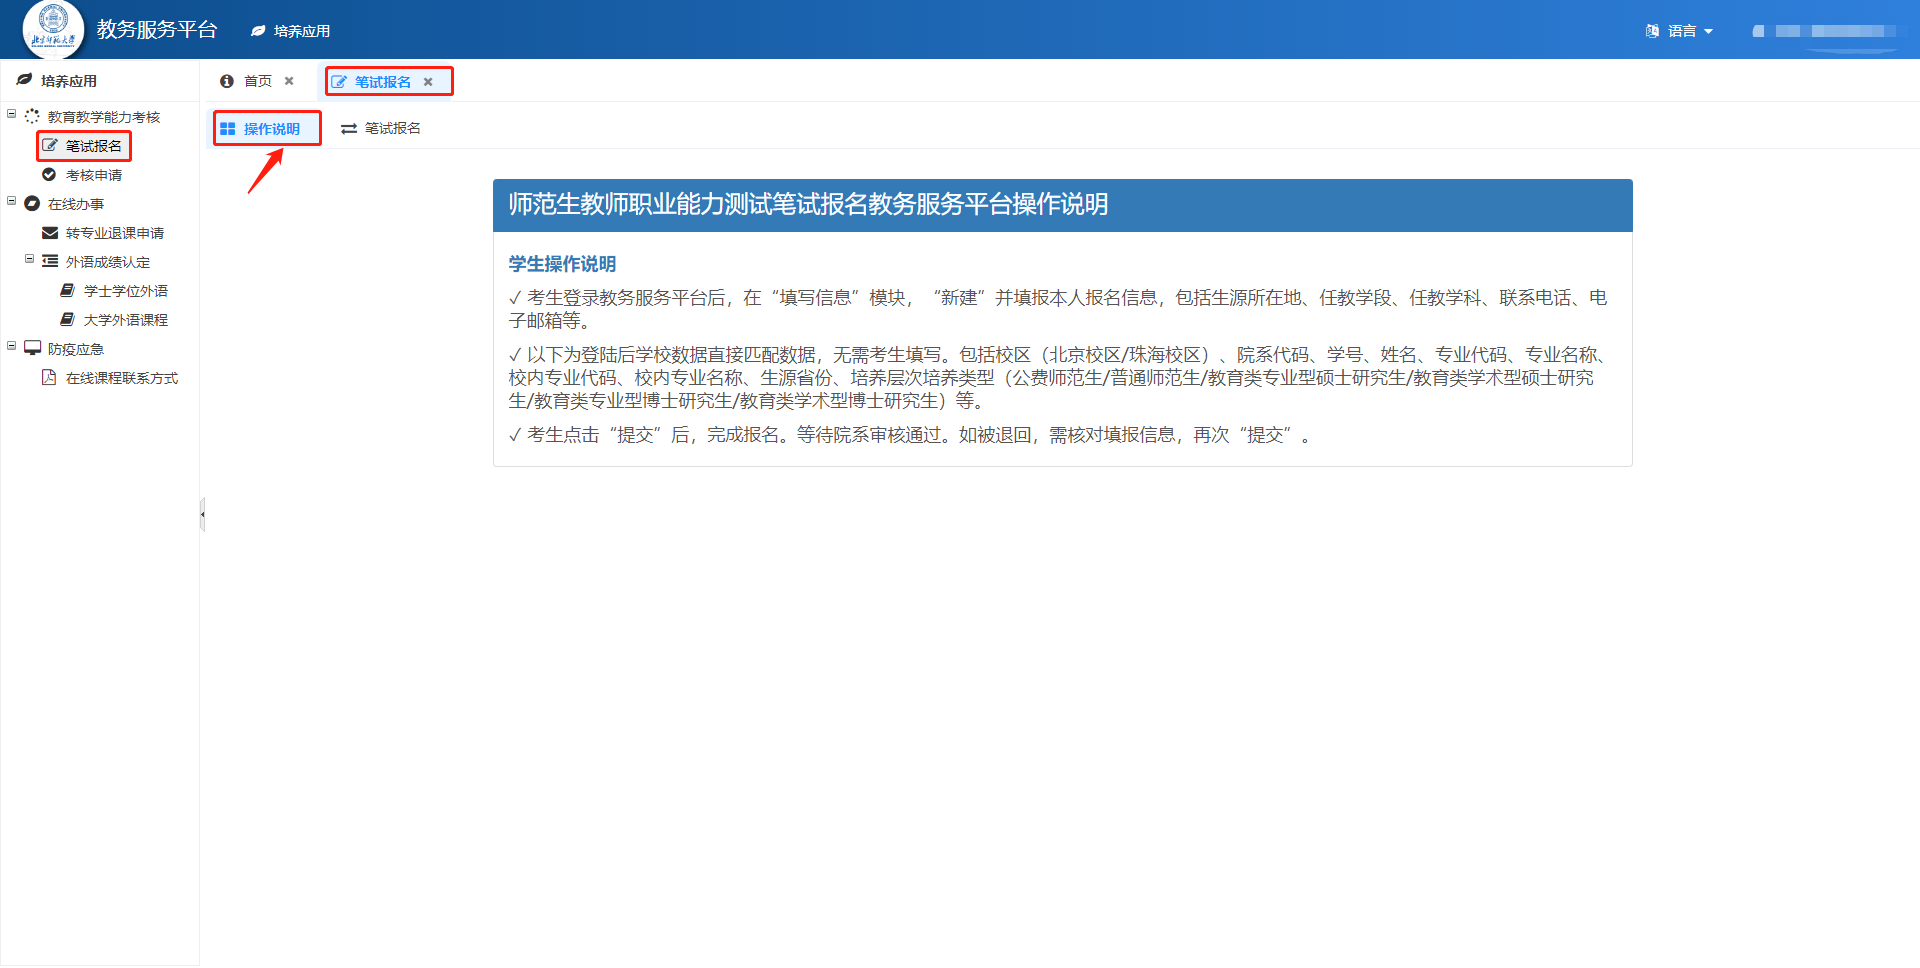 北京师范大学
教务服务平台
培养应用
语言
培养应用
首页
笔试报名
教育教学能力考核
笔试报名
考核申请
在线办事
转专业退课申请
外语成绩认定
学士学位外语
大学外语课程
防疫应急
在线课程联系方式
操作说明
笔试报名
师范生教师职业能力测试笔试报名教务服务平台操作说明
学生操作说明
✓ 考生登录教务服务平台后，在“填写信息”模块，“新建”并填报本人报名信息，包括生源所在地、任教学段、任教学科、联系电话、电
子邮箱等。
✓ 以下为登陆后学校数据直接匹配数据，无需考生填写。包括校区（北京校区/珠海校区）、院系代码、学号、姓名、专业代码、专业名称、
校内专业代码、校内专业名称、生源省份、培养层次培养类型（公费师范生/普通师范生/教育类专业型硕士研究生/教育类学术型硕士研究
生/教育类专业型博士研究生/教育类学术型博士研究生）等。
✓ 考生点击“提交”后，完成报名。等待院系审核通过。如被退回，需核对填报信息，再次“提交”。